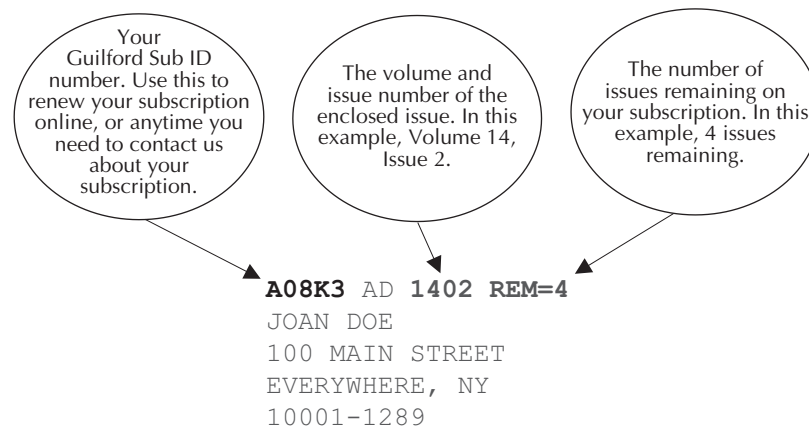 Your
Guilford Sub ID
number. Use this to
renew your subscription
online, or anytime you
need to contact us
about your
subscription.
The volume and
issue number of the
enclosed issue. In this
example, Volume 14,
Issue 2.
The number of
issues remaining on
your subscription. In this
example, 4 issues
remaining.
A08K3 AD 1402 REM=4
JOAN DOE
100 MAIN STREET
EVERYWHERE, NY
10001-1289